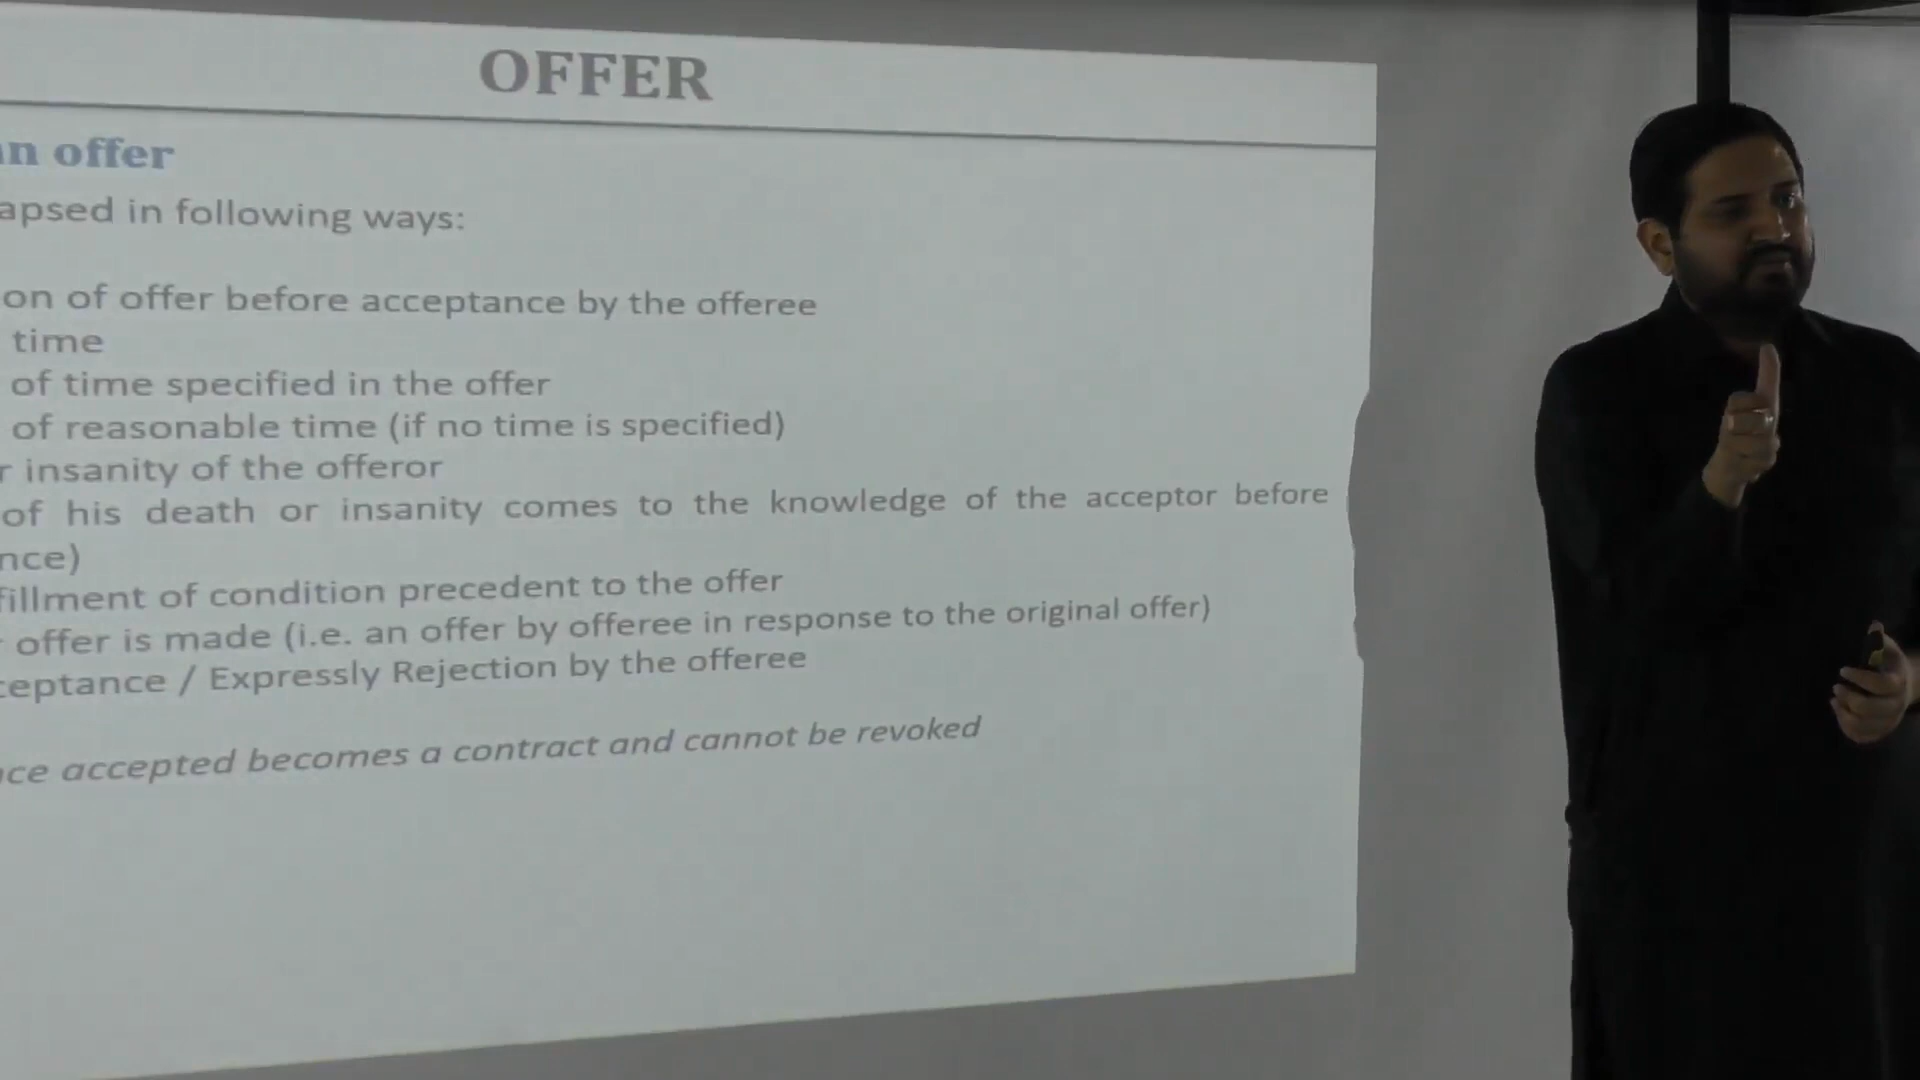 OFFER
an offer
apsed in following ways:
on of offer before acceptance by the offeree
time
of time specified in the offer
of reasonable time (if no time is specified)
r insanity of the offeror
of his death or insanity comes to the knowledge of the acceptor before
nce)
fillment of condition precedent to the offer
r offer is made (i.e. an offer by offeree in response to the original offer)
ceptance / Expressly Rejection by the offeree
nce accepted becomes a contract and cannot be revoked